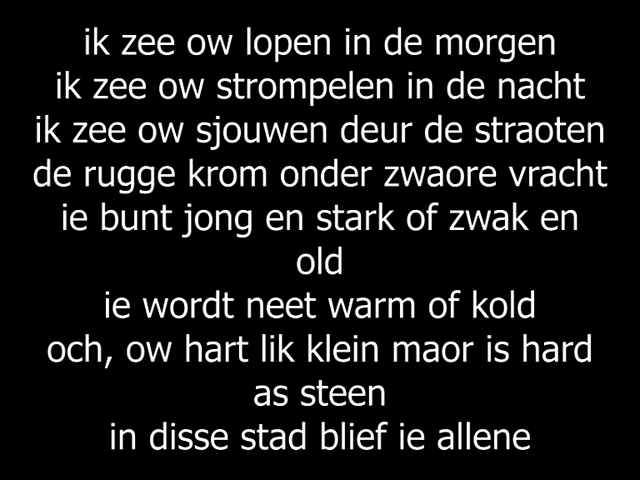 ik zee ow lopen in de morgen
ik zee ow strompelen in de nacht
ik zee ow sjouwen deur de straoten
de rugge krom onder zwaore vracht
ie bunt jong en stark of zwak en
old
ie wordt neet warm of kold
och, ow hart lik klein maor is hard
as steen
in disse stad blief ie allene